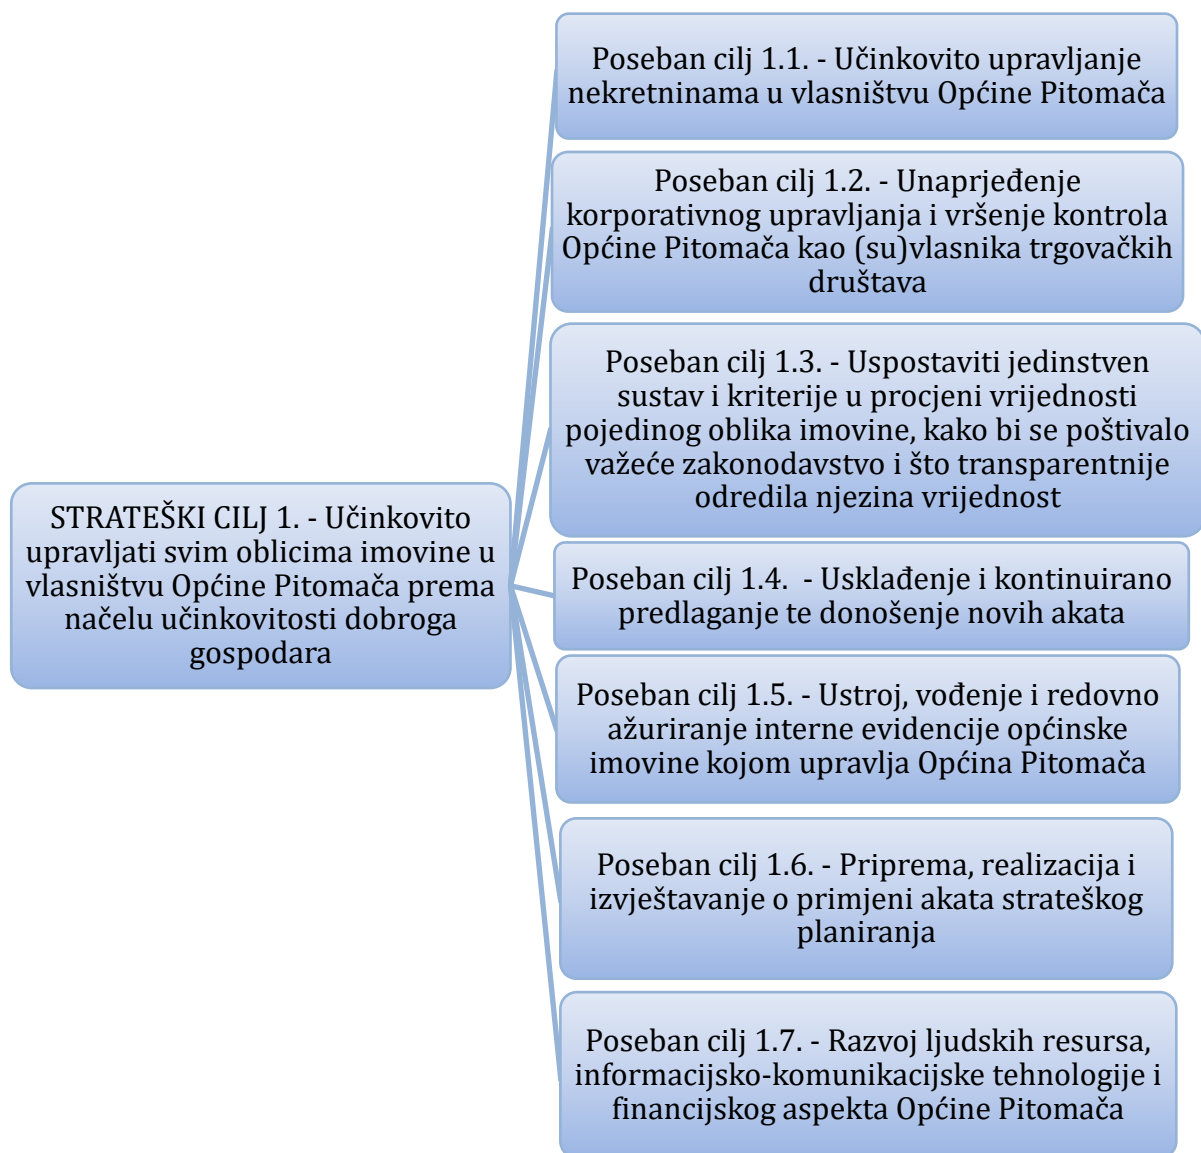 STRATEŠKI CILJ 1. - Učinkovito
upravljati svim oblicima imovine u
vlasništvu Općine Pitomača prema
načelu učinkovitosti dobroga
gospodara
Poseban cilj 1.1. - Učinkovito upravljanje
nekretninama u vlasništvu Općine Pitomača
Poseban cilj 1.2. - Unaprjeđenje
korporativnog upravljanja i vršenje kontrola
Općine Pitomača kao (su)vlasnika trgovačkih
društava
Poseban cilj 1.3. - Uspostaviti jedinstven
sustav i kriterije u procjeni vrijednosti
pojedinog oblika imovine, kako bi se poštivalo
važeće zakonodavstvo i što transparentnije
odredila njezina vrijednost
Poseban cilj 1.4.  - Usklađenje i kontinuirano
predlaganje te donošenje novih akata
Poseban cilj 1.5. - Ustroj, vođenje i redovno
ažuriranje interne evidencije općinske
imovine kojom upravlja Općina Pitomača
Poseban cilj 1.6. - Priprema, realizacija i
izvještavanje o primjeni akata strateškog
planiranja
Poseban cilj 1.7. - Razvoj ljudskih resursa,
informacijsko-komunikacijske tehnologije i
financijskog aspekta Općine Pitomača